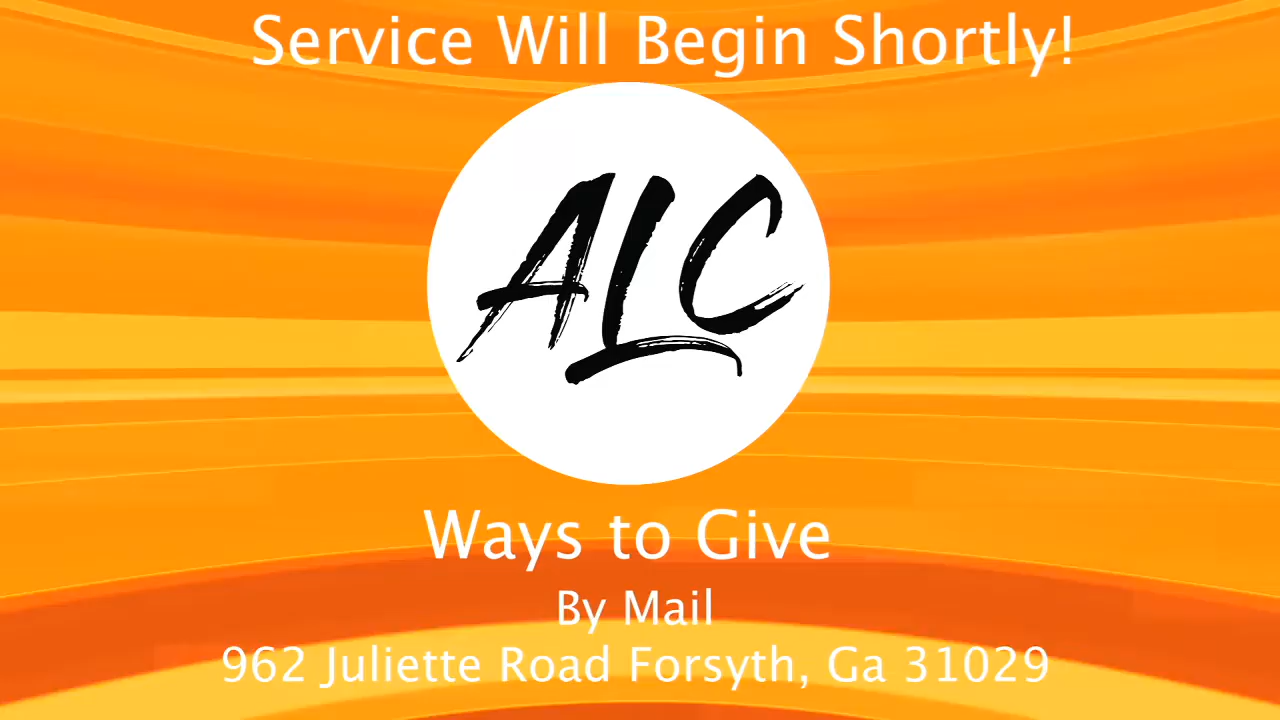 Service Will Begin Shortly!
ALC
Ways to Give
By Mail
962 Juliette Road Forsyth, Ga 31029